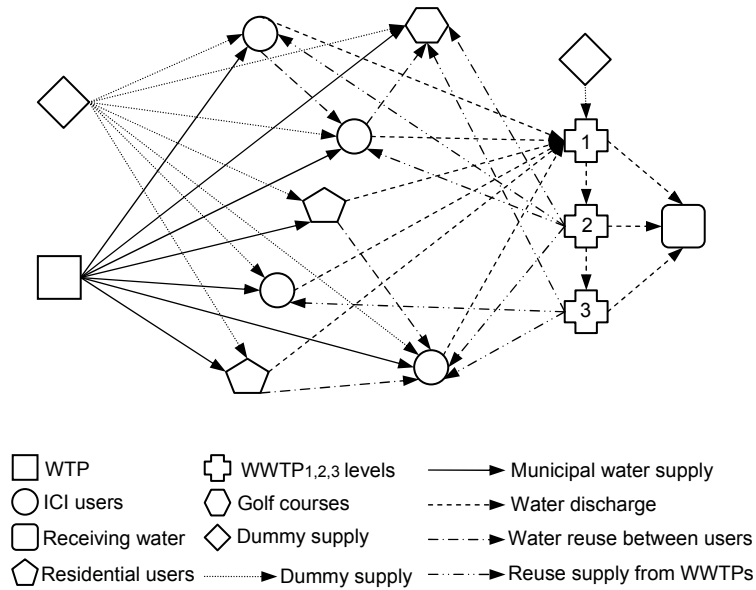 1
2
3
WTP
WWTP1,2,3 levels
Municipal water supply
ICI users
Golf courses
Water discharge
Receiving water
Dummy supply
Water reuse between users
Residential users
Dummy supply
Reuse supply from WWTPs